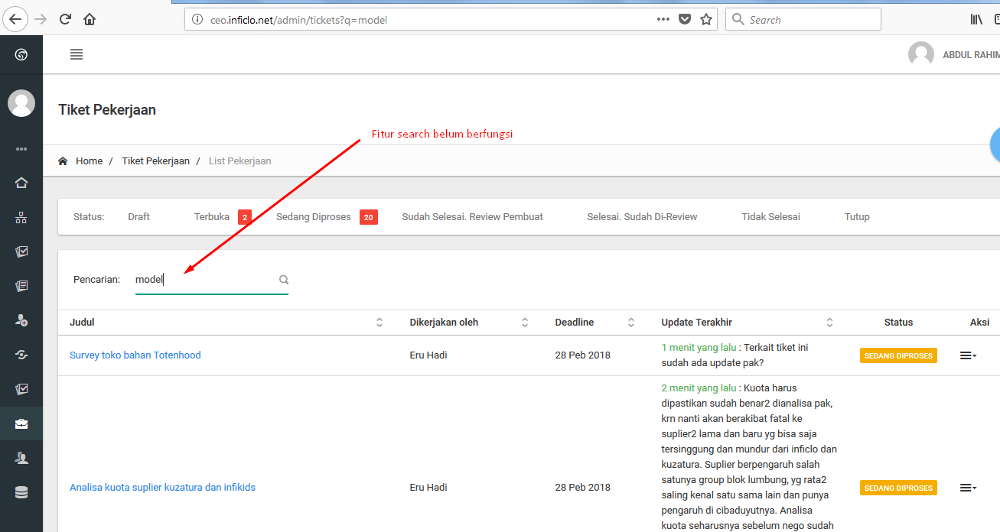 ceo.inficlo.net/admin/tickets?q=model
Search
ABDUL RAHIM
Tiket Pekerjaan
Fitur search belum berfungsi
Home / Tiket Pekerjaan / List Pekerjaan
Status: Draft Terbuka 2 Sedang Diproses 20 Sudah Selesai. Review Pembuat Selesai. Sudah Di-Review Tidak Selesai Tutup
Pencarian: model
Judul Dikerjakan oleh Deadline Update Terakhir Status Aksi
Survey toko bahan Totenhood Eru Hadi 28 Peb 2018 1 menit yang lalu : Terkait tiket ini SEDANG DIPROSES
sudah ada update pak?
2 menit yang lalu : Kuota harus
dipastikan sudah benar2 dianalisa pak,
krn nanti akan berakibat fatal ke
suplier2 lama dan baru yg bisa saja
tersinggung dan mundur dari inficlo dan
kuzatura. Suplier berpengaruh salah
Analisa kuota suplier kuzatura dan infikids Eru Hadi 28 Peb 2018 satunya group blok lumbung, yg rata2 SEDANG DIPROSES
saling kenal satu sama lain dan punya
pengaruh di cibaduyutnya. Analisa
kuota seharusnya sebelum nego sudah